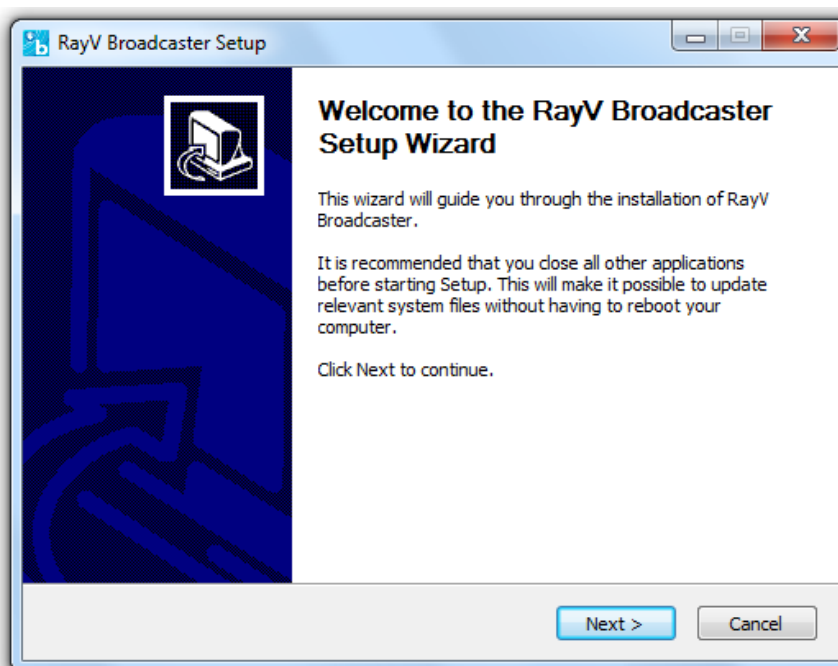 RayV Broadcaster Setup
Welcome to the RayV Broadcaster
Setup Wizard
This wizard will guide you through the installation of RayV
Broadcaster.
It is recommended that you close all other applications
before starting Setup. This will make it possible to update
relevant system files without having to reboot your
computer.
Click Next to continue.
Next >
Cancel